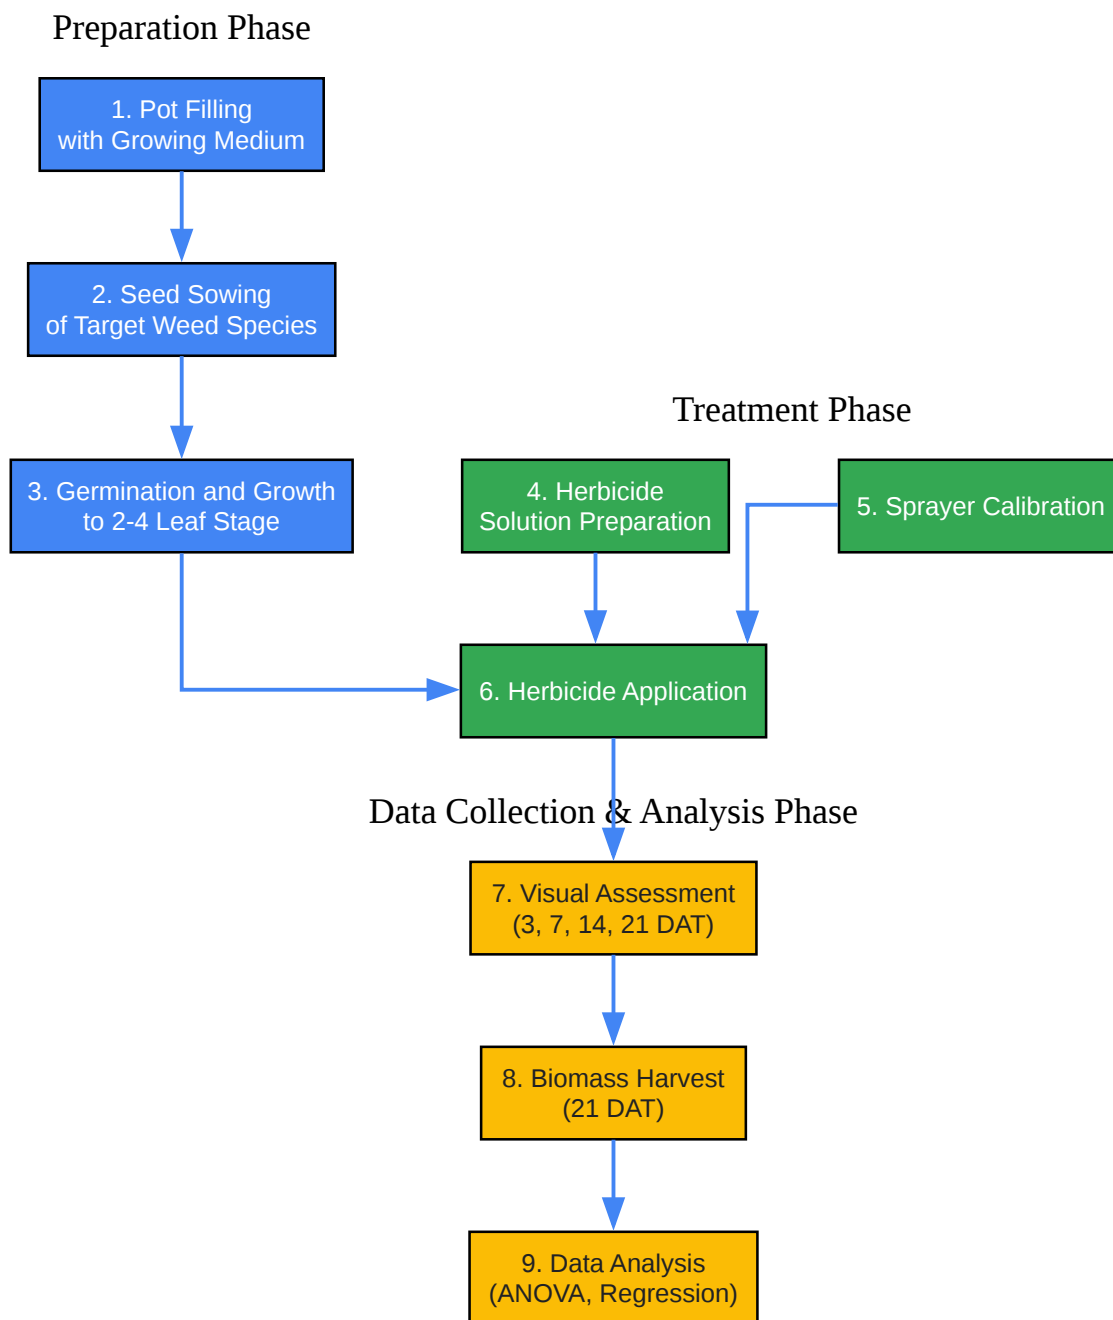 Preparation Phase
1. Pot Filling
with Growing Medium
2. Seed Sowing
of Target Weed Species
3. Germination and Growth
to 2-4 Leaf Stage
Treatment Phase
4. Herbicide
Solution Preparation
5. Sprayer Calibration
6. Herbicide Application
Data Collection & Analysis Phase
7. Visual Assessment
(3, 7, 14, 21 DAT)
8. Biomass Harvest
(21 DAT)
9. Data Analysis
(ANOVA, Regression)